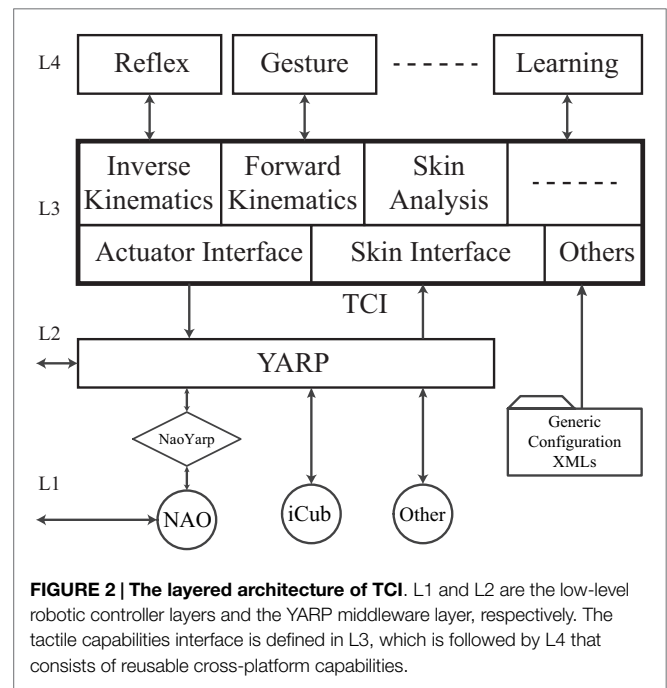 L4
Reflex
Gesture
Learning
L3
Inverse
Kinematics
Forward
Kinematics
Skin
Analysis
Actuator Interface
Skin Interface
Others
TCI
L2
YARP
NaoYarp
Generic
Configuration
XMLs
L1
NAO
iCub
Other
FIGURE 2 | The layered architecture of TCI. L1 and L2 are the low-level
robotic controller layers and the YARP middleware layer, respectively. The
tactile capabilities interface is defined in L3, which is followed by L4 that
consists of reusable cross-platform capabilities.